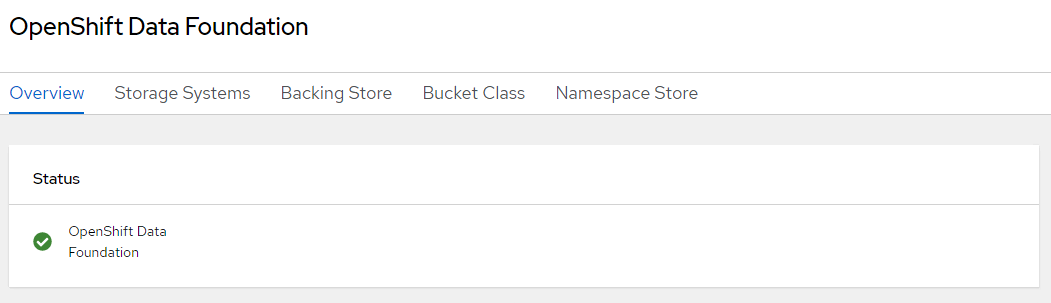 OpenShift Data Foundation
Overview Storage Systems Backing Store Bucket Class Namespace Store
Status
OpenShift Data
Foundation